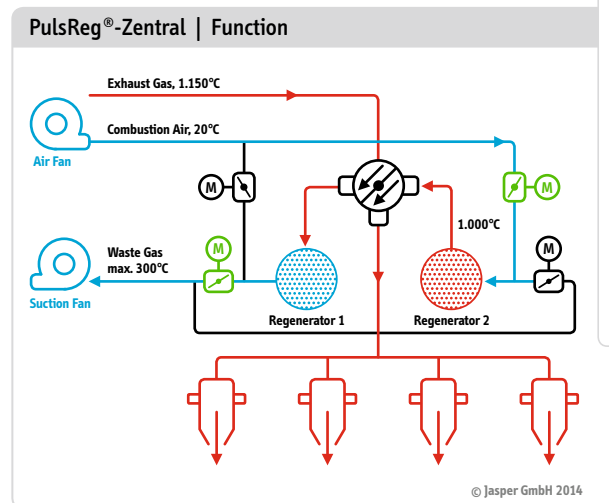 PulsReg®-Zentral | Function
Exhaust Gas, 1.150°C
Combustion Air, 20°C
Air Fan
M
M
1.000°C
Waste Gas
max. 300°C
M
M
Suction Fan
Regenerator 1
Regenerator 2
© Jasper GmbH 2014